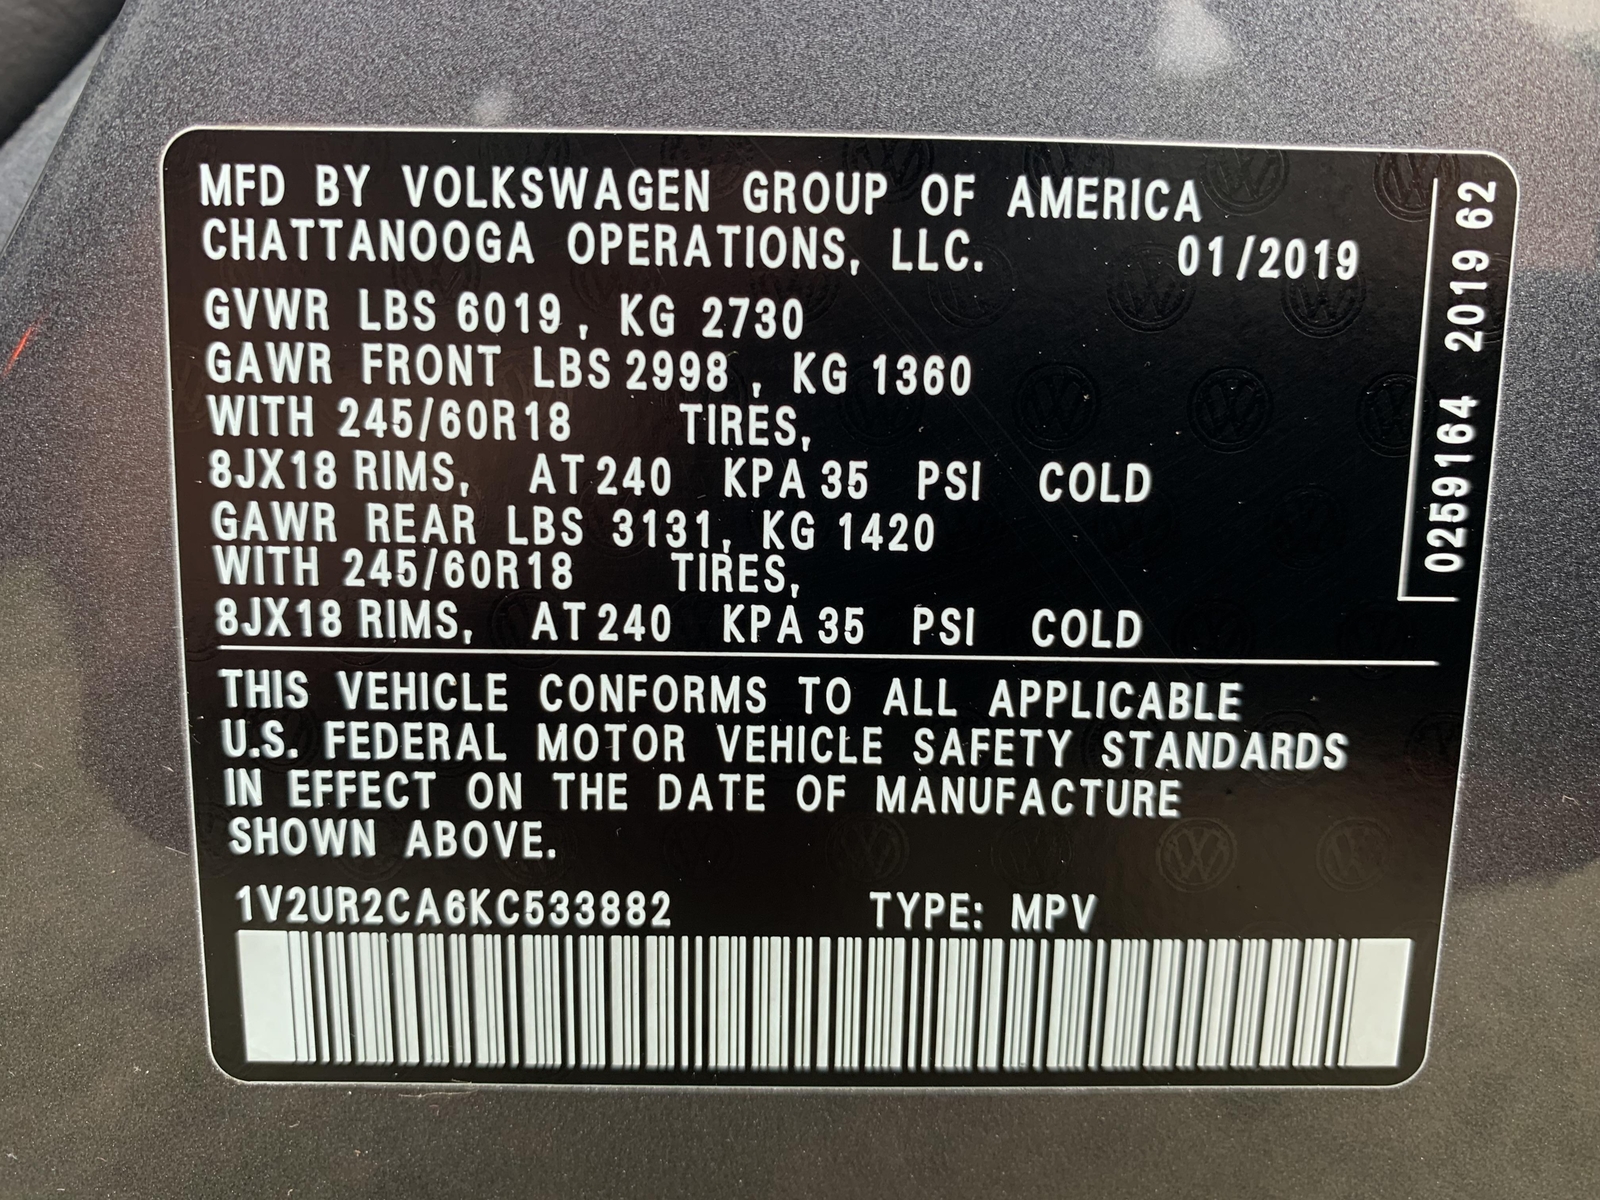 MFD BY VOLKSWAGEN GROUP OF AMERICA
CHATTANOOGA OPERATIONS, LLC. 01/2019
GVWR LBS 6019, KG 2730
GAWR FRONT LBS 2998, KG 1360
WITH 245/60R18 TIRES,
8JX18 RIMS, AT 240 KPA 35 PSI COLD
GAWR REAR LBS 3131, KG 1420
WITH 245/60R18 TIRES,
8JX18 RIMS, AT 240 KPA 35 PSI COLD
THIS VEHICLE CONFORMS TO ALL APPLICABLE
U.S. FEDERAL MOTOR VEHICLE SAFETY STANDARDS
IN EFFECT ON THE DATE OF MANUFACTURE
SHOWN ABOVE.
1V2UR2CA6KC533882 TYPE: MPV
0259164 2019 62